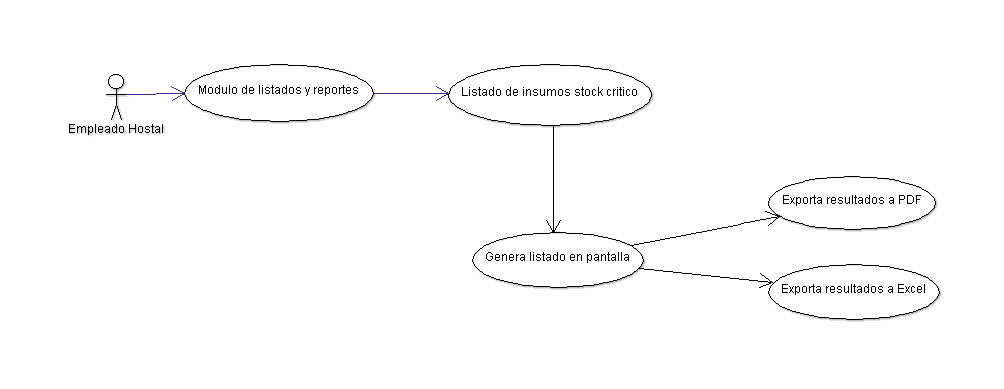 Modulo de listados y reportes
Listado de insumos stock critico
Empleado Hostal
Exporta resultados a PDF
Genera listado en pantalla
Exporta resultados a Excel